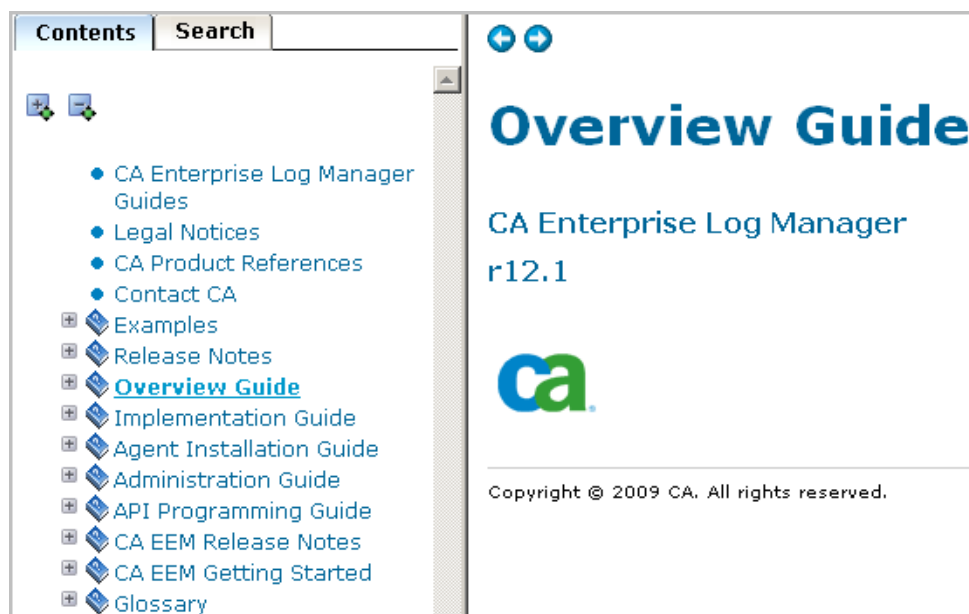 Contents
Search
CA Enterprise Log Manager
Guides
Legal Notices
CA Product References
Contact CA
Examples
Release Notes
Overview Guide
Implementation Guide
Agent Installation Guide
Administration Guide
API Programming Guide
CA EEM Release Notes
CA EEM Getting Started
Glossary
Overview Guide
CA Enterprise Log Manager
r12.1
ca
Copyright © 2009 CA. All rights reserved.